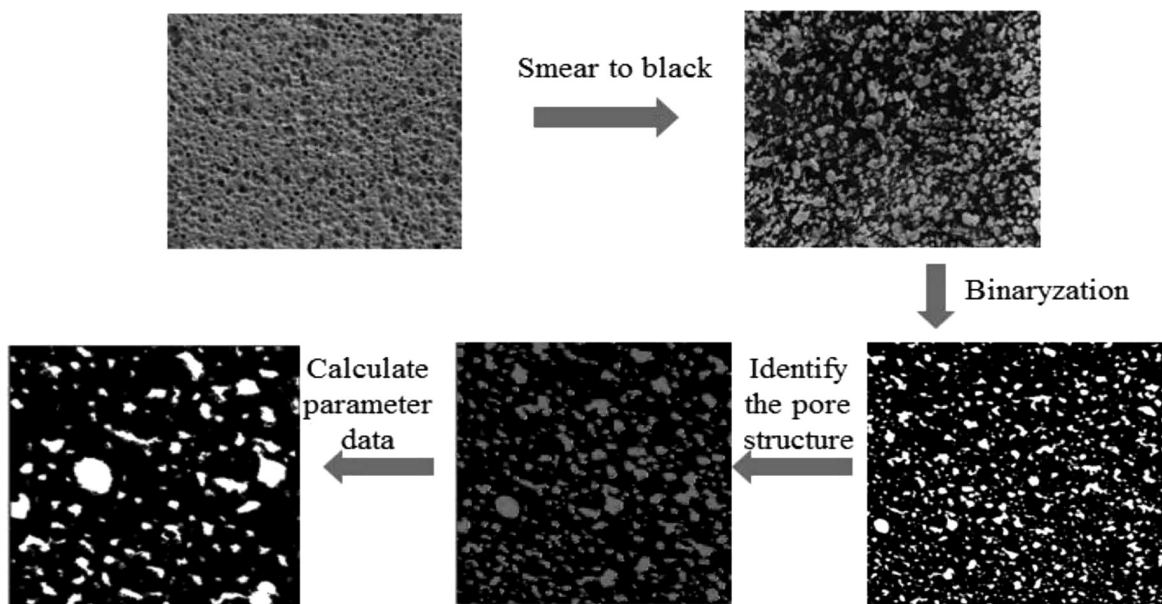 Smear to black
Binaryzation
Identify
the pore
structure
Calculate
parameter
data